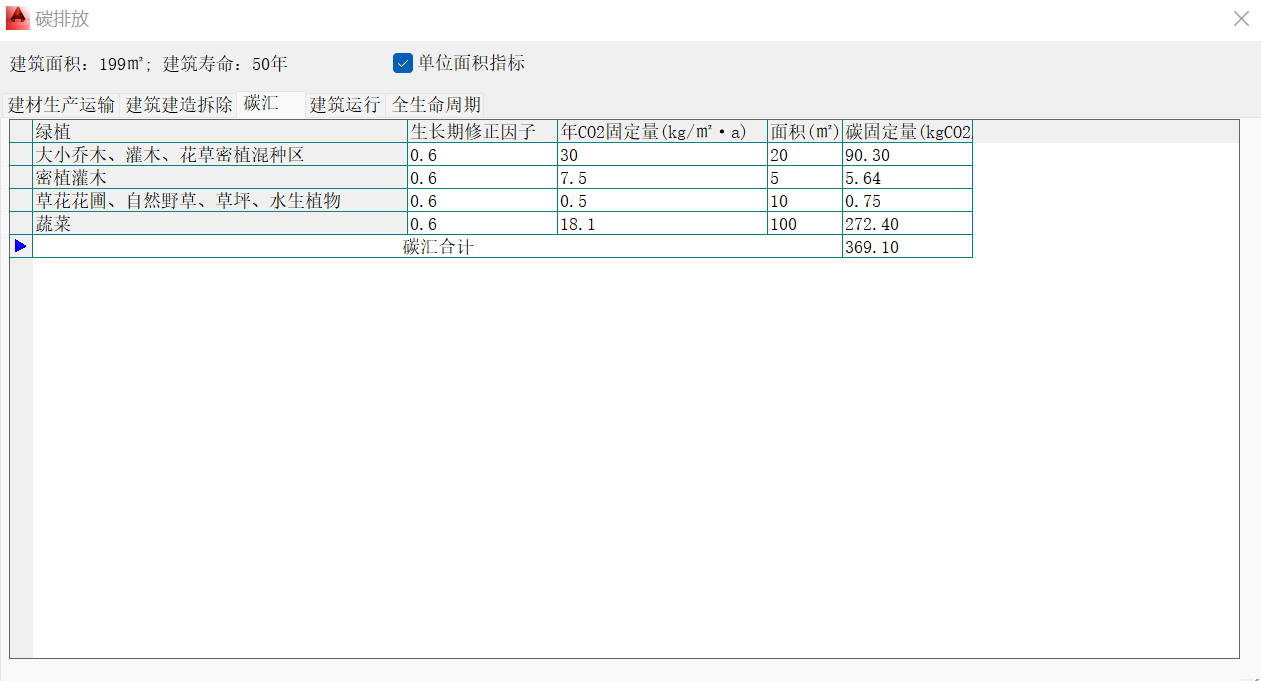 碳排放
建筑面积：199㎡；建筑寿命：50年 单位面积指标
建材生产运输 建筑建造拆除 碳汇 建筑运行 全生命周期
绿植 生长期修正因子 年CO2固定量(kg/㎡·a) 面积(㎡) 碳固定量(kgCO2
大小乔木、灌木、花草密植混种区 0.6 30 20 90.30
密植灌木 0.6 7.5 5 5.64
草花花圃、自然野草、草坪、水生植物 0.6 0.5 10 0.75
蔬菜 0.6 18.1 100 272.40
碳汇合计 369.10